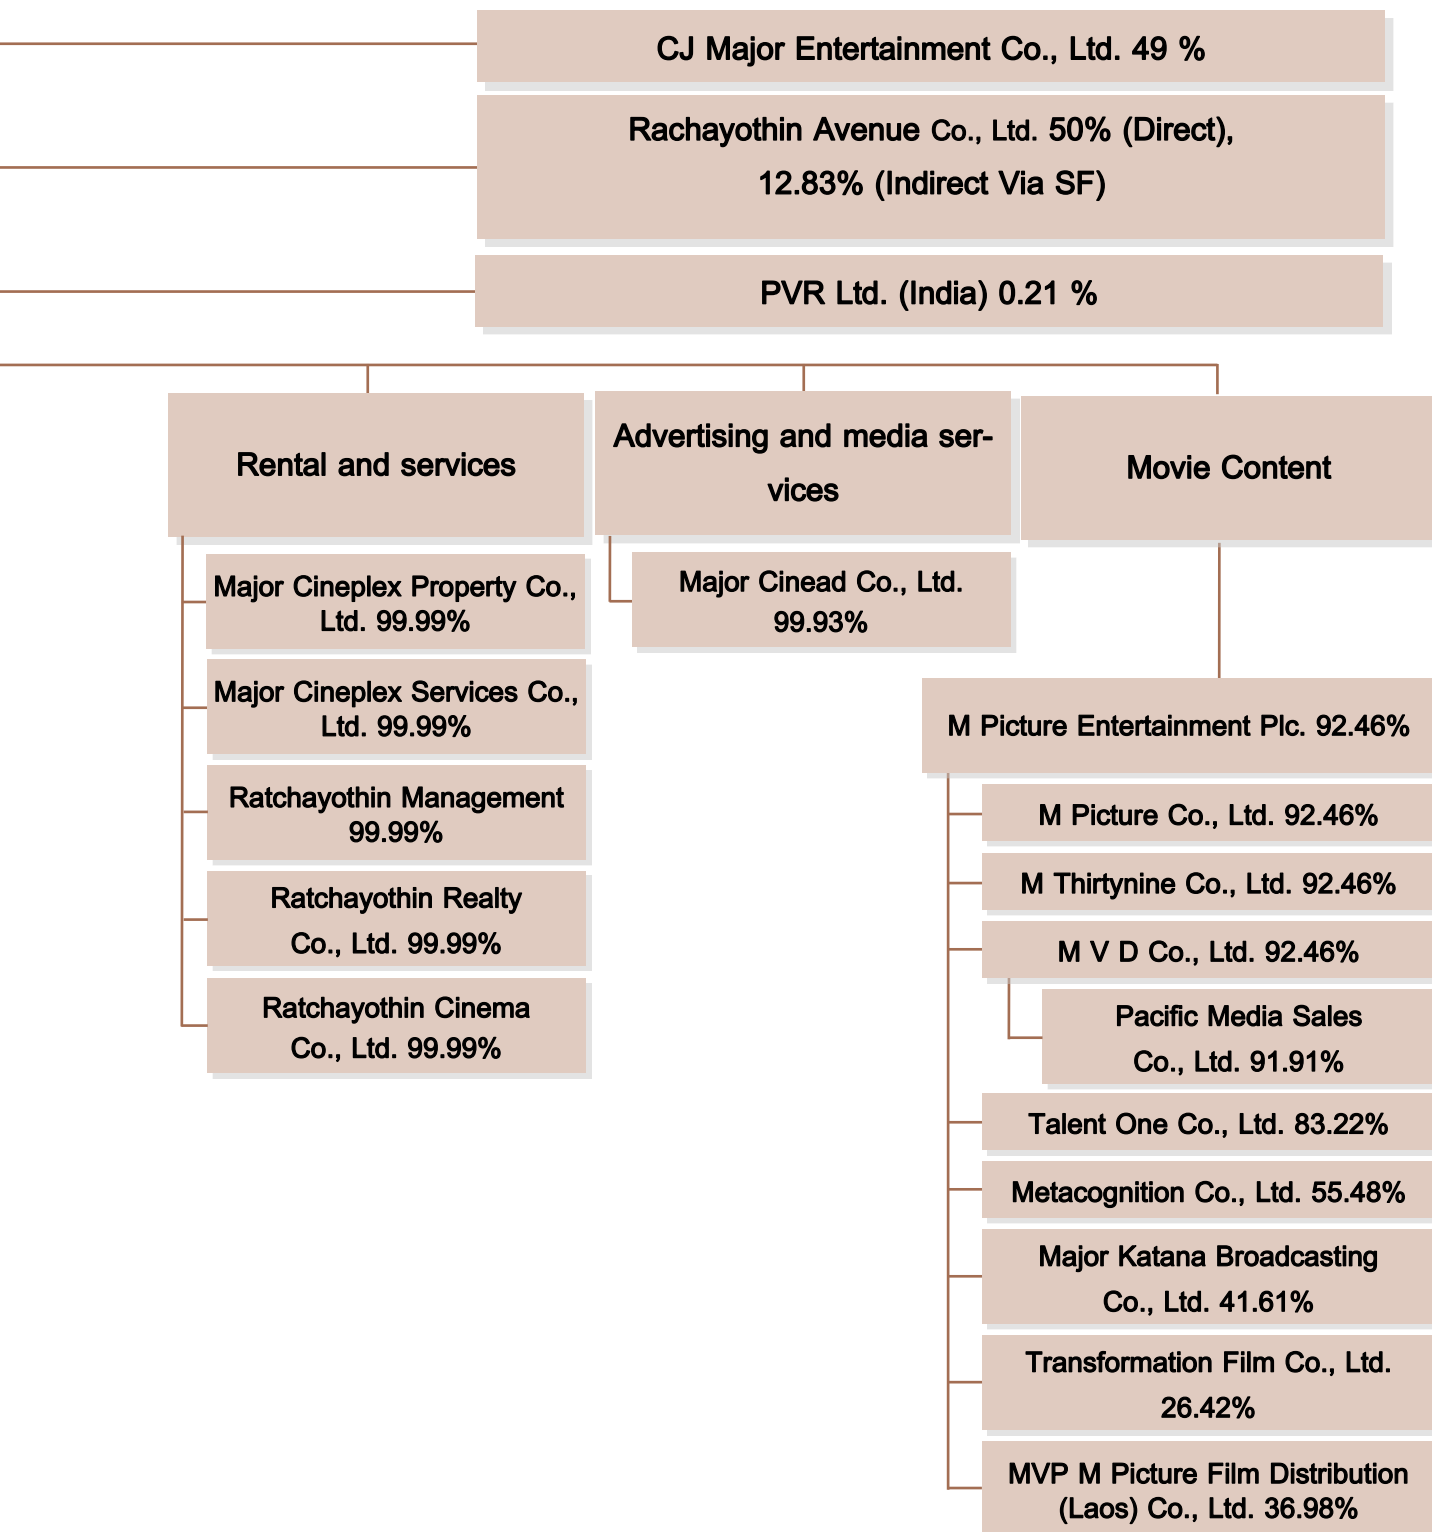 CJ Major Entertainment Co., Ltd. 49 %
Rachayothin Avenue Co., Ltd. 50% (Direct),
12.83% (Indirect Via SF)
PVR Ltd. (India) 0.21 %
Rental and services
Major Cineplex Property Co.,
Ltd. 99.99%
Major Cineplex Services Co.,
Ltd. 99.99%
Ratchayothin Management
99.99%
Ratchayothin Realty
Co., Ltd. 99.99%
Ratchayothin Cinema
Co., Ltd. 99.99%
Advertising and media ser-
vices
Major Cinead Co., Ltd.
99.93%
Movie Content
M Picture Entertainment Plc. 92.46%
M Picture Co., Ltd. 92.46%
M Thirtynine Co., Ltd. 92.46%
M V D Co., Ltd. 92.46%
Pacific Media Sales
Co., Ltd. 91.91%
Talent One Co., Ltd. 83.22%
Metacognition Co., Ltd. 55.48%
Major Katana Broadcasting
Co., Ltd. 41.61%
Transformation Film Co., Ltd.
26.42%
MVP M Picture Film Distribution
(Laos) Co., Ltd. 36.98%